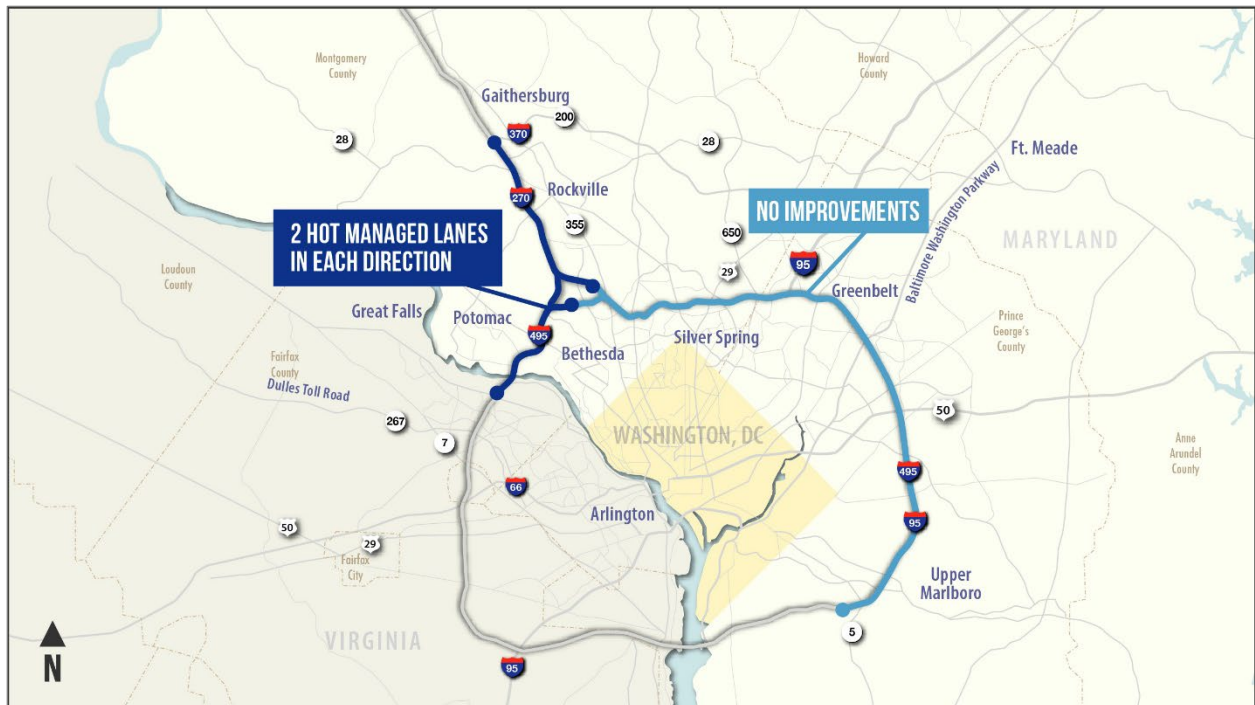 Montgomery
County
Howard
County
Gaithersburg
370
200
28
28
Ft. Meade
Rockville
270
NO IMPROVEMENTS
Baltimore Washington Parkway
355
650
MARYLAND
2 HOT MANAGED LANES
IN EACH DIRECTION
29
95
Loudoun
County
Greenbelt
Great Falls
Potomac
495
Silver Spring
Prince
George's
County
Bethesda
Fairfax
County
Dulles Toll Road
267
7
WASHINGTON, DC
50
Anne
Arundel
County
495
66
Arlington
95
50
29
Fairfax
City
Upper
Marlboro
VIRGINIA
5
N
95